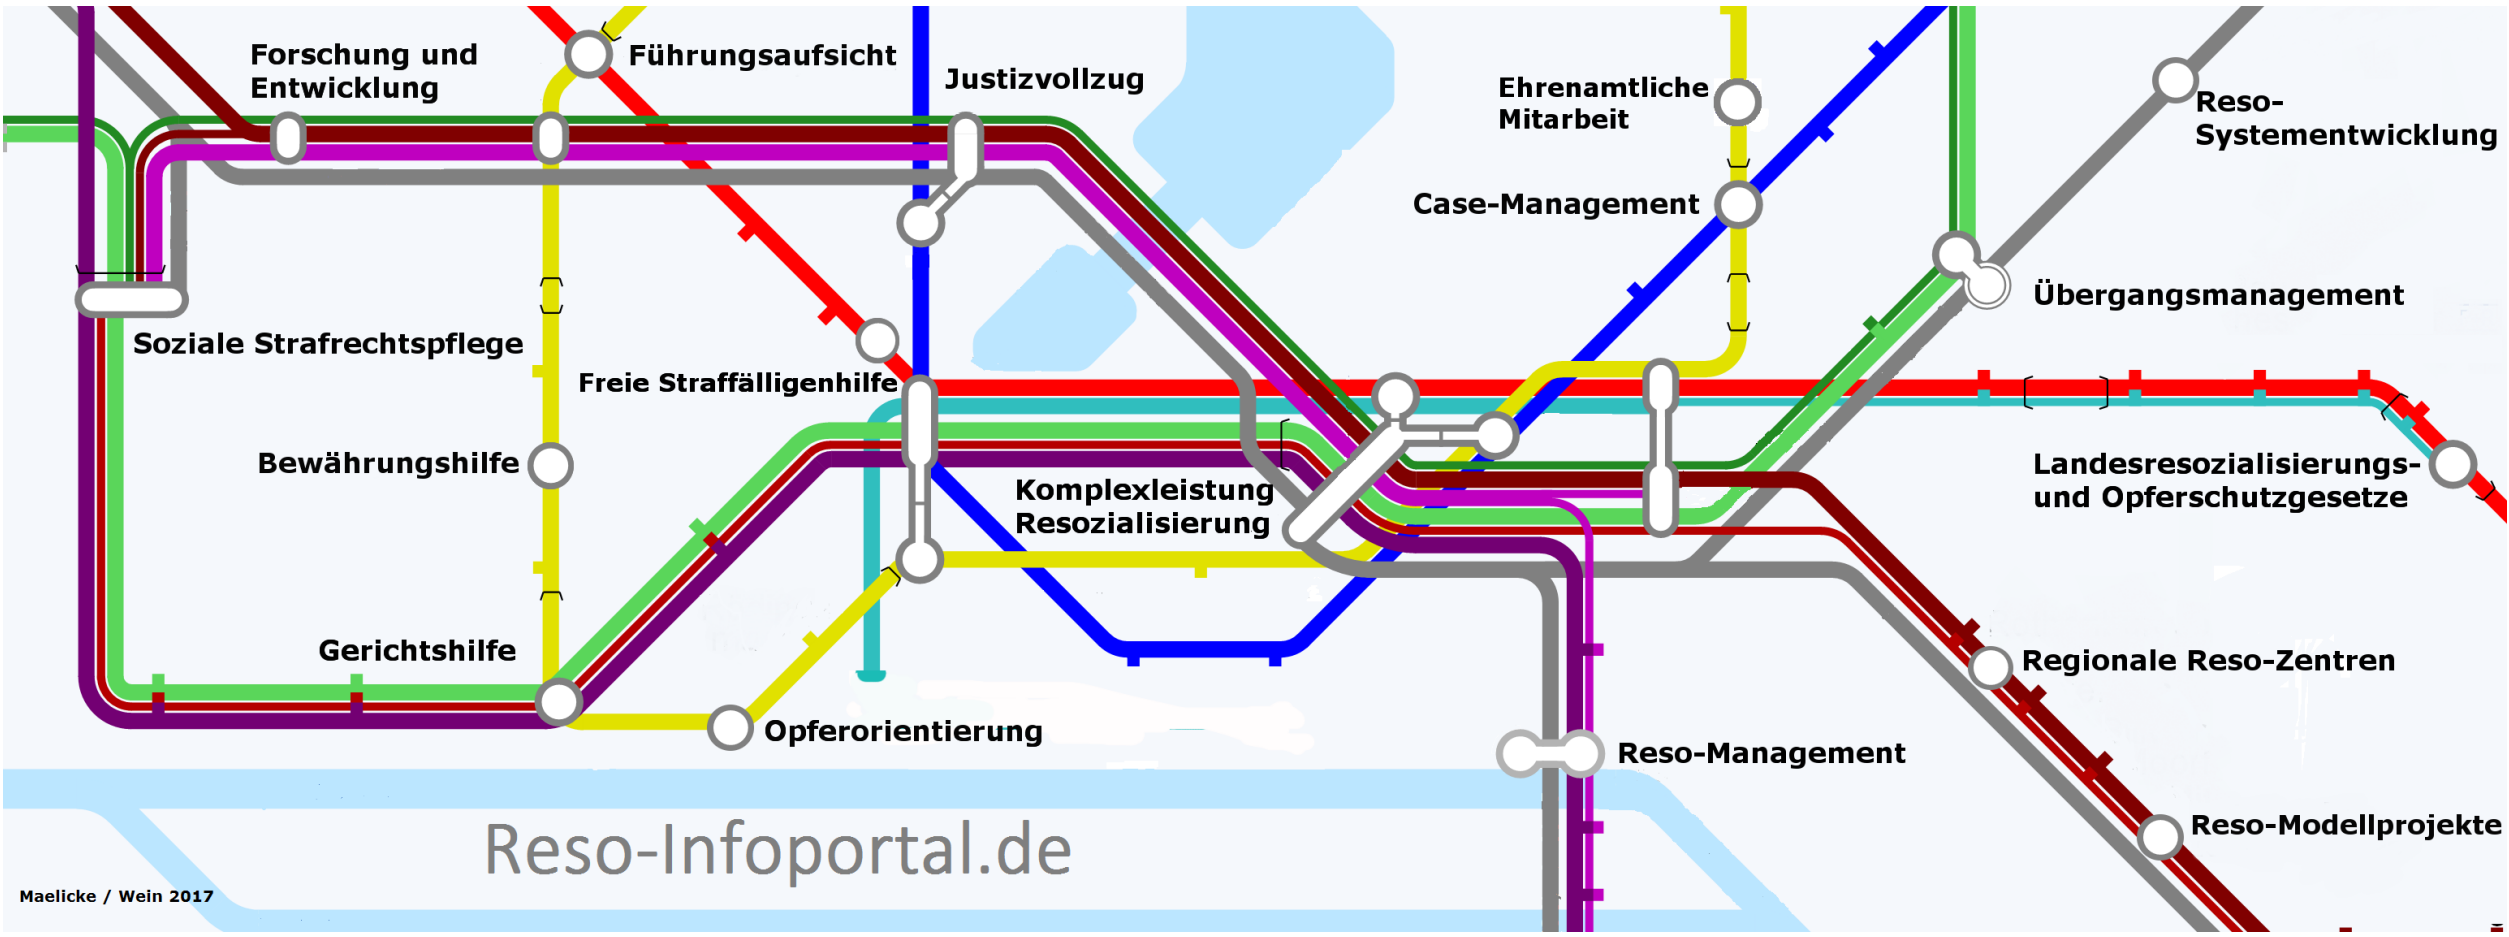 Forschung und
Entwicklung
Führungsaufsicht
Justizvollzug
Ehrenamtliche
Mitarbeit
Reso-
Systementwicklung
Case-Management
Übergangsmanagement
Soziale Strafrechtspflege
Freie Straffälligenhilfe
Bewährungshilfe
Komplexleistung
Resozialisierung
Landesresozialisierungs-
und Opferschutzgesetze
Gerichtshilfe
Regionale Reso-Zentren
Opferorientierung
Reso-Management
Reso-Modellprojekte
Reso-Infoportal.de
Maelicke / Wein 2017